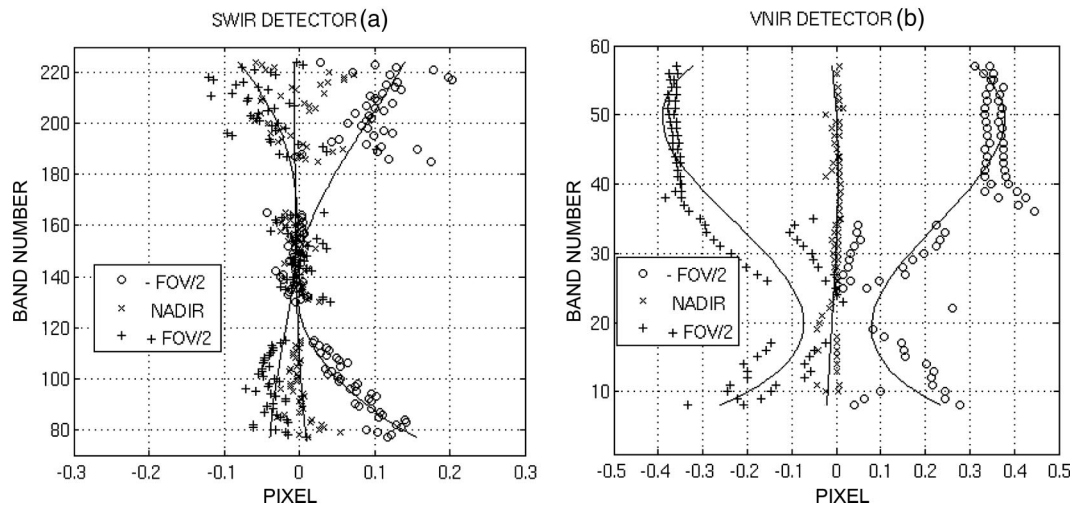 SWIR DETECTOR (a)
BAND NUMBER
220
200
180
160
140
120
100
80
- FOV/2
NADIR
+ FOV/2
-0.3
-0.2
-0.1
0
0.1
0.2
0.3
PIXEL
VNIR DETECTOR (b)
BAND NUMBER
60
50
40
30
20
10
- FOV/2
NADIR
+ FOV/2
-0.5
-0.4
-0.3
-0.2
-0.1
0
0.1
0.2
0.3
0.4
0.5
PIXEL